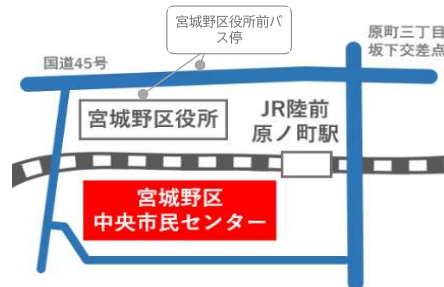 宮城野区役所前バ
ス停
原町三丁目
坂下交差点
国道45号
宮城野区役所
JR陸前
原ノ町駅
宮城野区
中央市民センター